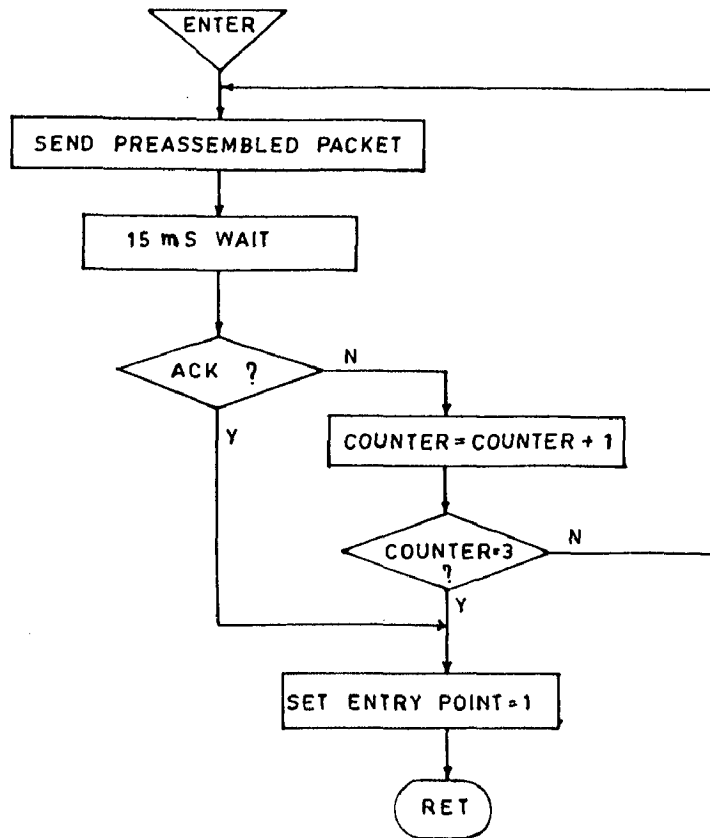 ENTER
SEND PREASSEMBLED PACKET
15 mS WAIT
ACK ?
N
Y
COUNTER = COUNTER + 1
COUNTER=3
?
N
Y
SET ENTRY POINT=1
RET